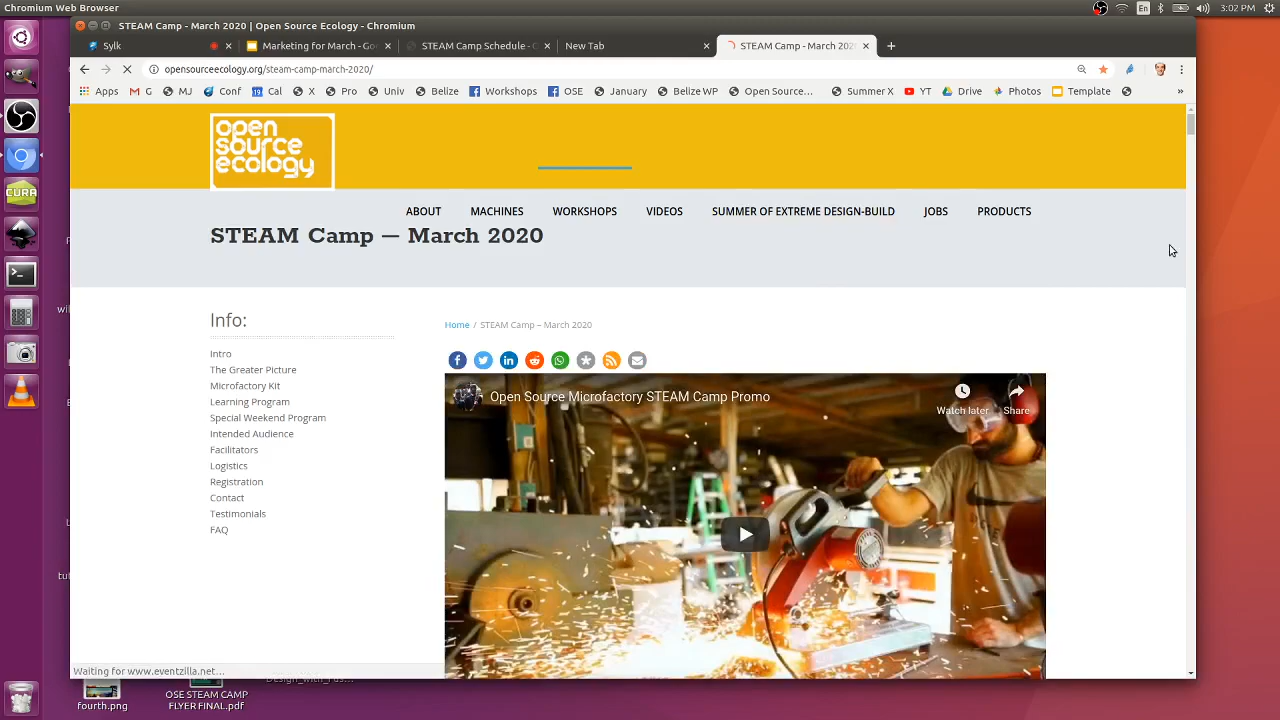 Chromium Web Browser
En
3:02 PM
STEAM Camp - March 2020 | Open Source Ecology - Chromium
Sylk
Marketing for March - Go
STEAM Camp Schedule - C
New Tab
STEAM Camp - March 2020
opensourceecology.org/steam-camp-march-2020/
Apps
G
MJ
Conf
19
Cal
X
Pro
Univ
Belize
Workshops
OSE
January
Belize WP
Open Source...
Summer X
YT
Drive
Photos
Template
»
open
source
ecology
ABOUT
MACHINES
WORKSHOPS
VIDEOS
SUMMER OF EXTREME DESIGN-BUILD
JOBS
PRODUCTS
STEAM Camp — March 2020
Info:
Intro
The Greater Picture
Microfactory Kit
Learning Program
Special Weekend Program
Intended Audience
Facilitators
Logistics
Registration
Contact
Testimonials
FAQ
Home / STEAM Camp – March 2020
Open Source Microfactory STEAM Camp Promo
Watch later
Share
CURA
Waiting for www.eventzilla.net...
fourth.png
OSE STEAM CAMP
FLYER FINAL.pdf